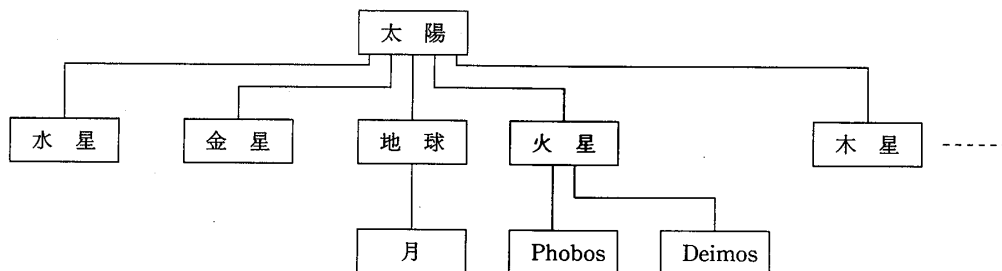 太陽
水星 金星 地球 火星 木星 -----
月 Phobos Deimos